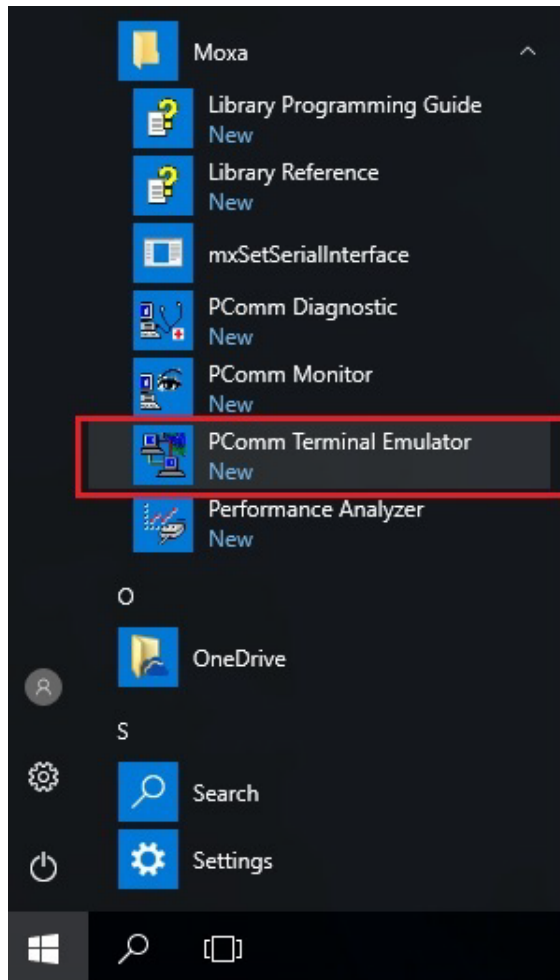 Moxa
Library Programming Guide
New
Library Reference
New
mxSetSerialInterface
PComm Diagnostic
New
PComm Monitor
New
PComm Terminal Emulator
New
Performance Analyzer
New
O
OneDrive
S
Search
Settings